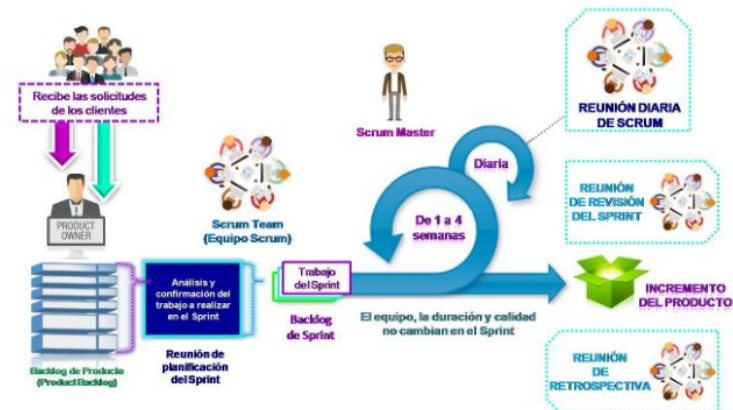 Recibe las solicitudes
de los clientes
PRODUCT
OWNER
Backlog de Producto
(Product Backlog)
Análisis y
confirmación del
trabajo a realizar
en el Sprint
Reunión de
planificación
del Sprint
Scrum Team
(Equipo Scrum)
Trabajo
del Sprint
Backlog
de Sprint
Scrum Master
Diaria
De 1 a 4
semanas
El equipo, la duración y calidad
no cambian en el Sprint
REUNIÓN DIARIA
DE SCRUM
REUNIÓN
DE REVISIÓN
DEL SPRINT
INCREMENTO
DEL PRODUCTO
REUNIÓN
DE
RETROSPECTIVA